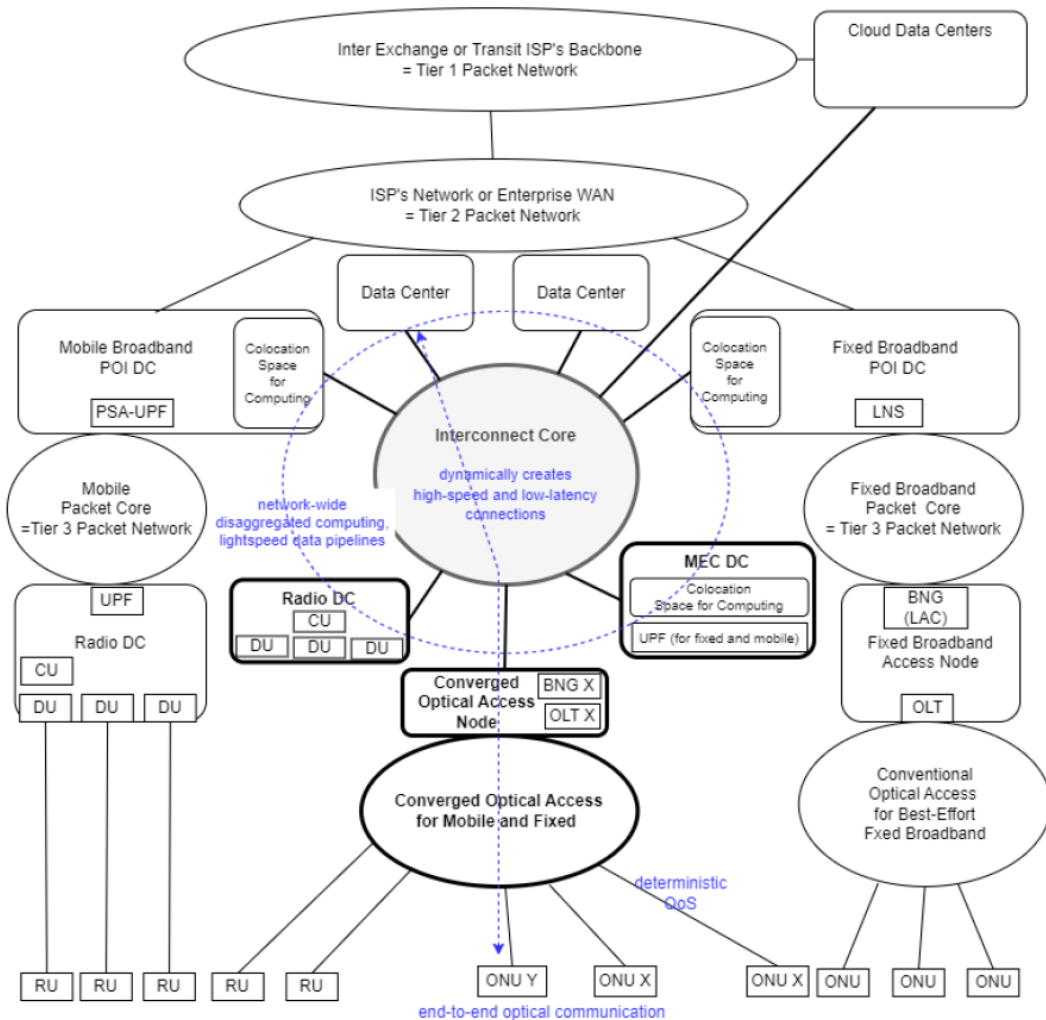 Inter Exchange or Transit ISP's Backbone
= Tier 1 Packet Network
Cloud Data Centers
ISP's Network or Enterprise WAN
= Tier 2 Packet Network
Data Center
Data Center
Mobile Broadband
POI DC
PSA-UPF
Colocation
Space
for
Computing
Colocation
Space
for
Computing
Fixed Broadband
POI DC
LNS
Interconnect Core
dynamically creates
high-speed and low-latency
connections
Mobile
Packet Core
=Tier 3 Packet Network
network-wide
disaggregated computing,
lightspeed data pipelines
Fixed Broadband
Packet Core
= Tier 3 Packet Network
UPF
Radio DC
CU
DU
DU
DU
Radio DC
CU
DU
DU
DU
MEC DC
Colocation
Space for Computing
UPF (for fixed and mobile)
BNG
(LAC)
Fixed Broadband
Access Node
OLT
Converged
Optical Access
Node
BNG X
OLT X
Converged Optical Access
for Mobile and Fixed
Conventional
Optical Access
for Best-Effort
Fxed Broadband
deterministic
QoS
RU
RU
RU
RU
RU
ONU Y
ONU X
ONU X
ONU
ONU
ONU
end-to-end optical communication